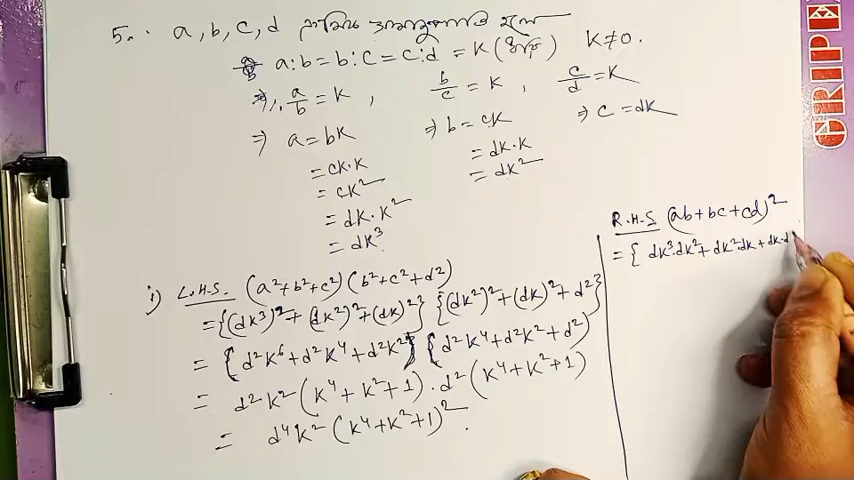 5. a, b, c, d ক্রমিক সমানুপাতি হলে
a:b = b:c = c:d = K (ধরি) K≠0.
⇒ a/b = K , b/c = K , c/d = K
⇒ a = bK ⇒ b = cK ⇒ c = dK
= cK·K = dK·K
= cK² = dK²
= dK·K²
= dK³
i) L.H.S. (a²+b²+c²)(b²+c²+d²)
= {(dK³)²+(dK²)²+(dK)²} {(dK²)²+(dK)²+d²}
= {d²K⁶+d²K⁴+d²K²} {d²K⁴+d²K²+d²)
= d²K²(K⁴+K²+1)·d²(K⁴+K²+1)
= d⁴K²(K⁴+K²+1)².
R.H.S (ab+bc+cd)²
= { dK³·dK²+dK²·dK+dK·d